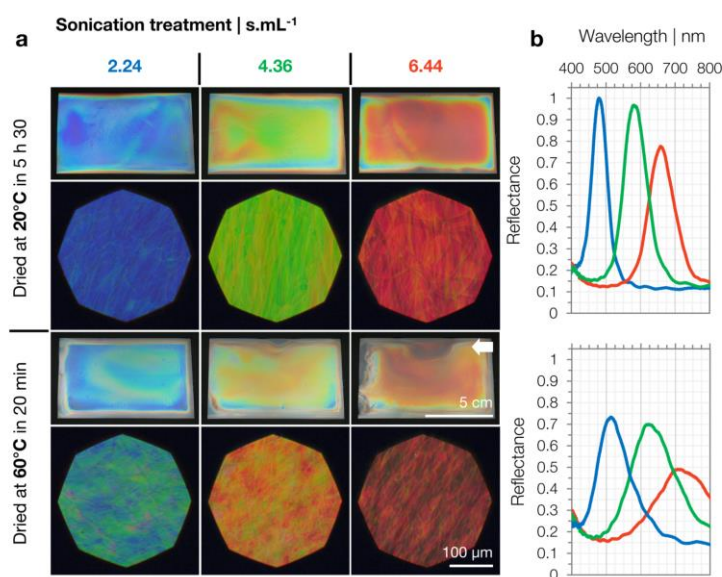 Sonication treatment | s.mL⁻¹
a
2.24 4.36 6.44
Dried at 20°C in 5 h 30
Dried at 60°C in 20 min
5 cm
100 µm
b
Wavelength | nm
400 500 600 700 800
Reflectance
1
0.9
0.8
0.7
0.6
0.5
0.4
0.3
0.2
0.1
0
Reflectance
1
0.9
0.8
0.7
0.6
0.5
0.4
0.3
0.2
0.1
0